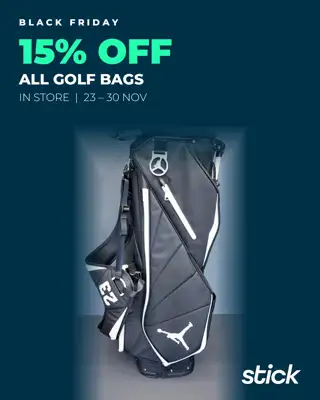 BLACK FRIDAY
15% OFF
ALL GOLF BAGS
IN STORE | 23 – 30 NOV
23
stick